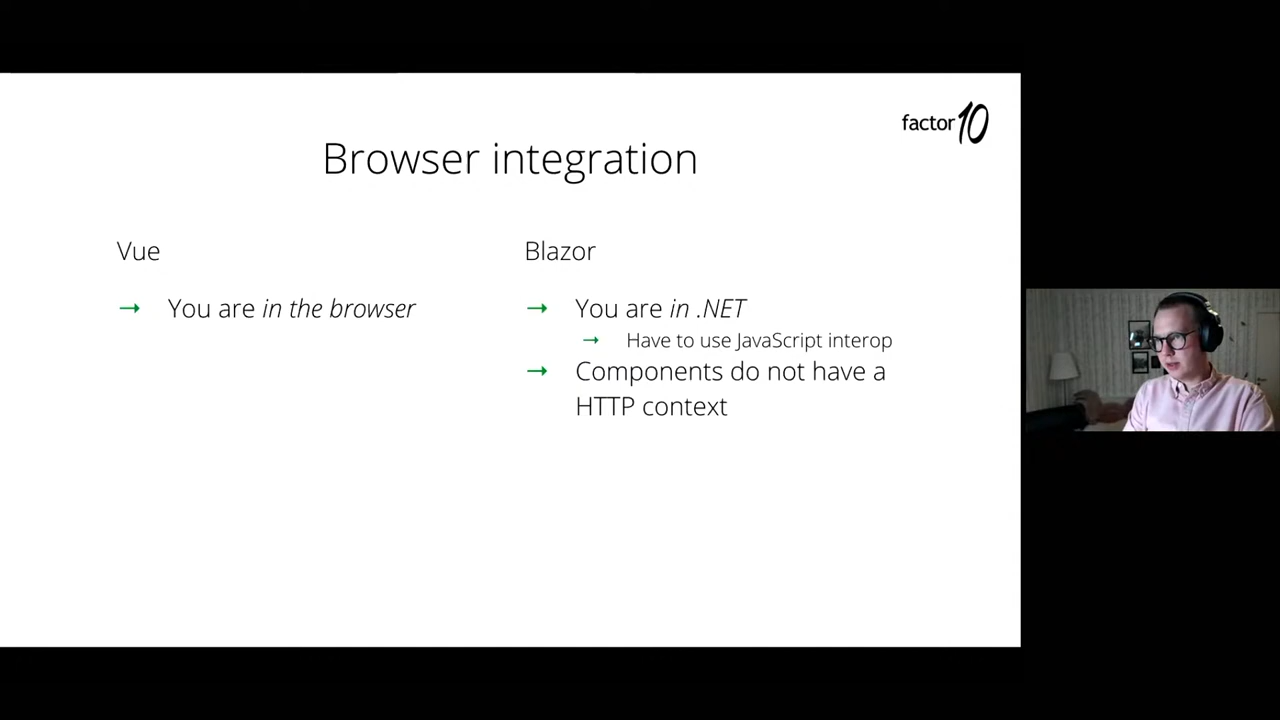 factor10
Browser integration
Vue
→ You are in the browser
Blazor
→ You are in .NET
→ Have to use JavaScript interop
→ Components do not have a
HTTP context